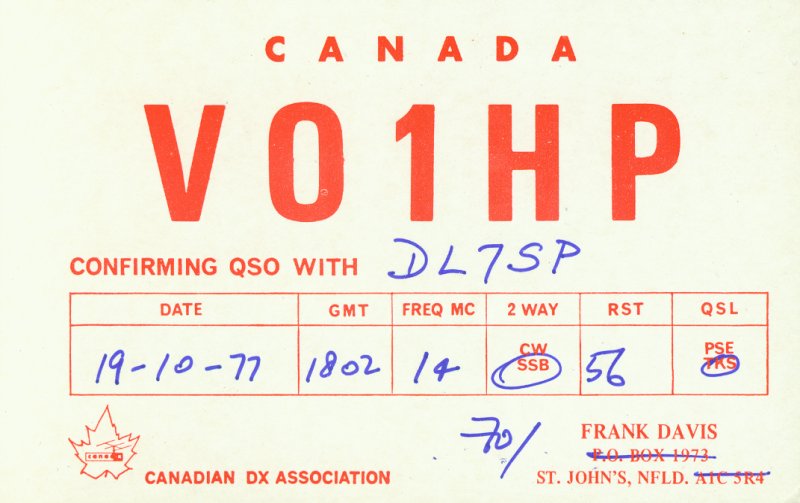 CANADA
VO1HP
CONFIRMING QSO WITH DL7SP
DATE GMT FREQ MC 2 WAY RST QSL
CW PSE
19-10-77 1802 14 SSB 56 TKS
FRANK DAVIS
P.O. BOX 1973
CANADIAN DX ASSOCIATION ST. JOHN'S, NFLD. A1C 5R4